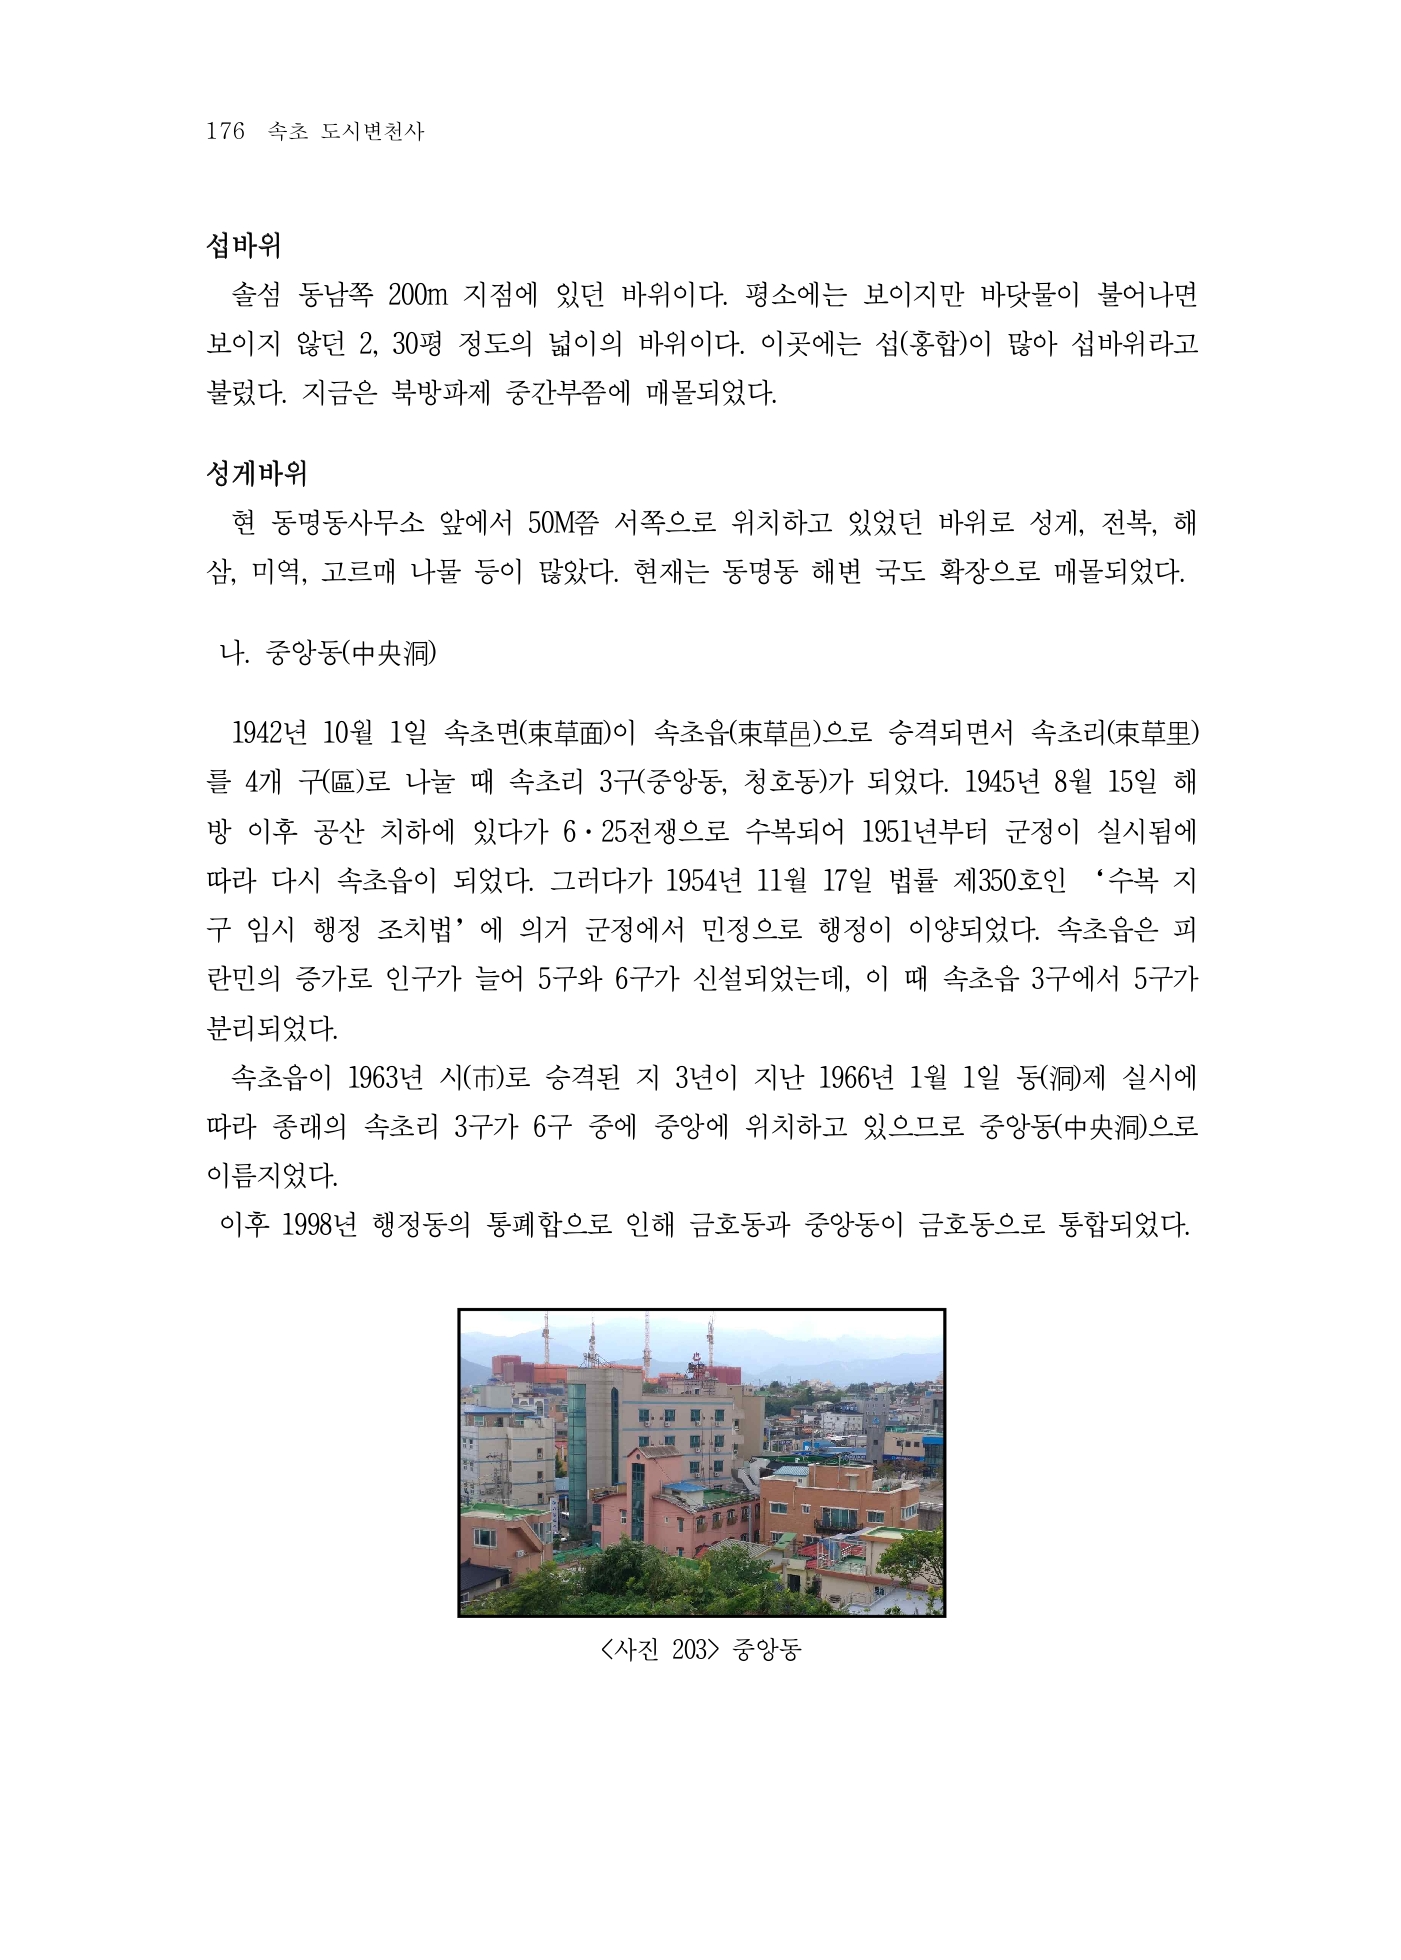 176 속초 도시변천사
섭바위
솔섬 동남쪽 200m 지점에 있던 바위이다. 평소에는 보이지만 바닷물이 불어나면
보이지 않던 2, 30평 정도의 넓이의 바위이다. 이곳에는 섭(홍합)이 많아 섭바위라고
불렀다. 지금은 북방파제 중간부쯤에 매몰되었다.
성게바위
현 동명동사무소 앞에서 50M쯤 서쪽으로 위치하고 있었던 바위로 성게, 전복, 해
삼, 미역, 고르매 나물 등이 많았다. 현재는 동명동 해변 국도 확장으로 매몰되었다.
나. 중앙동(中央洞)
1942년 10월 1일 속초면(束草面)이 속초읍(束草邑)으로 승격되면서 속초리(束草里)
를 4개 구(區)로 나눌 때 속초리 3구(중앙동, 청호동)가 되었다. 1945년 8월 15일 해
방 이후 공산 치하에 있다가 6·25전쟁으로 수복되어 1951년부터 군정이 실시됨에
따라 다시 속초읍이 되었다. 그러다가 1954년 11월 17일 법률 제350호인 ‘수복 지
구 임시 행정 조치법’에 의거 군정에서 민정으로 행정이 이양되었다. 속초읍은 피
란민의 증가로 인구가 늘어 5구와 6구가 신설되었는데, 이 때 속초읍 3구에서 5구가
분리되었다.
속초읍이 1963년 시(市)로 승격된 지 3년이 지난 1966년 1월 1일 동(洞)제 실시에
따라 종래의 속초리 3구가 6구 중에 중앙에 위치하고 있으므로 중앙동(中央洞)으로
이름지었다.
이후 1998년 행정동의 통폐합으로 인해 금호동과 중앙동이 금호동으로 통합되었다.
<사진 203> 중앙동